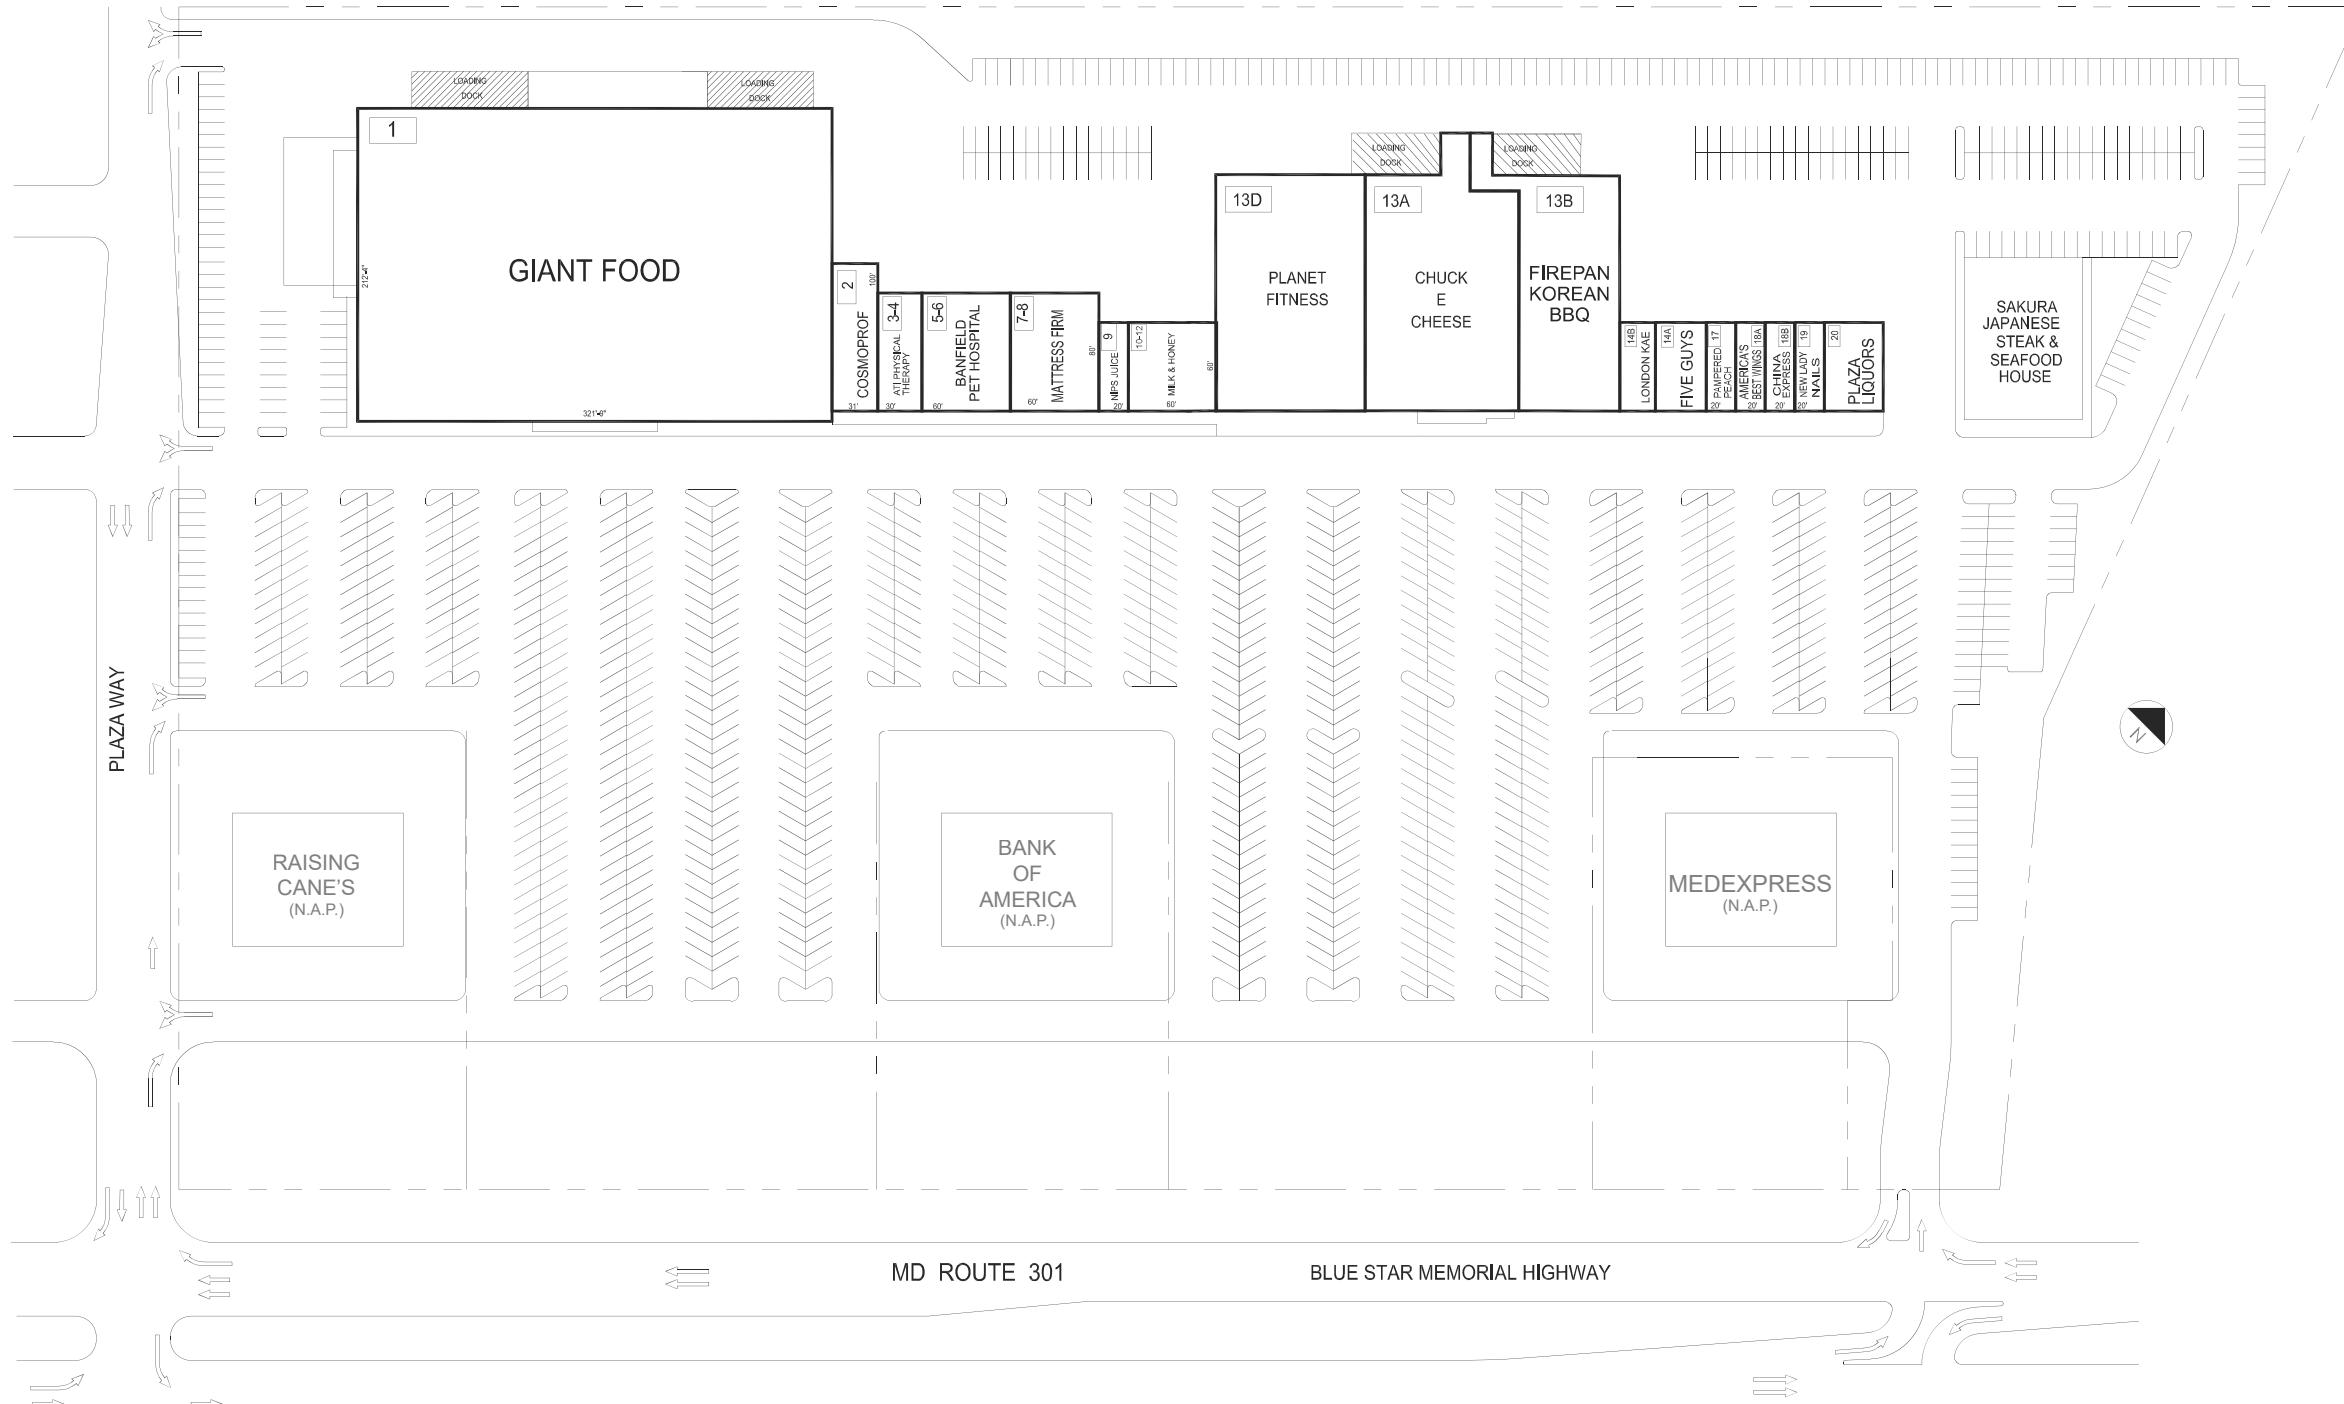 LOADING
DOCK
LOADING
DOCK
1
GIANT FOOD
212'-4"
321'-9"
2
100'
COSMOPROF
31'
3-4
ATI PHYSICAL
THERAPY
30'
5-6
BANFIELD
PET HOSPITAL
60'
7-8
MATTRESS FIRM
80'
60'
9
NIPS JUICE
20'
10-12
MILK & HONEY
60'
60'
13D
PLANET
FITNESS
LOADING
DOCK
13A
CHUCK
E
CHEESE
LOADING
DOCK
13B
FIREPAN
KOREAN
BBQ
14B
LONDON KAE
14A
FIVE GUYS
17
PAMPERED
PEACH
20'
18A
AMERICA'S
BEST WINGS
20'
18B
CHINA
EXPRESS
20'
19
NEW LADY
NAILS
20'
20
PLAZA
LIQUORS
SAKURA
JAPANESE
STEAK &
SEAFOOD
HOUSE
PLAZA WAY
N
RAISING
CANE'S
(N.A.P.)
BANK
OF
AMERICA
(N.A.P.)
MEDEXPRESS
(N.A.P.)
MD ROUTE 301
BLUE STAR MEMORIAL HIGHWAY